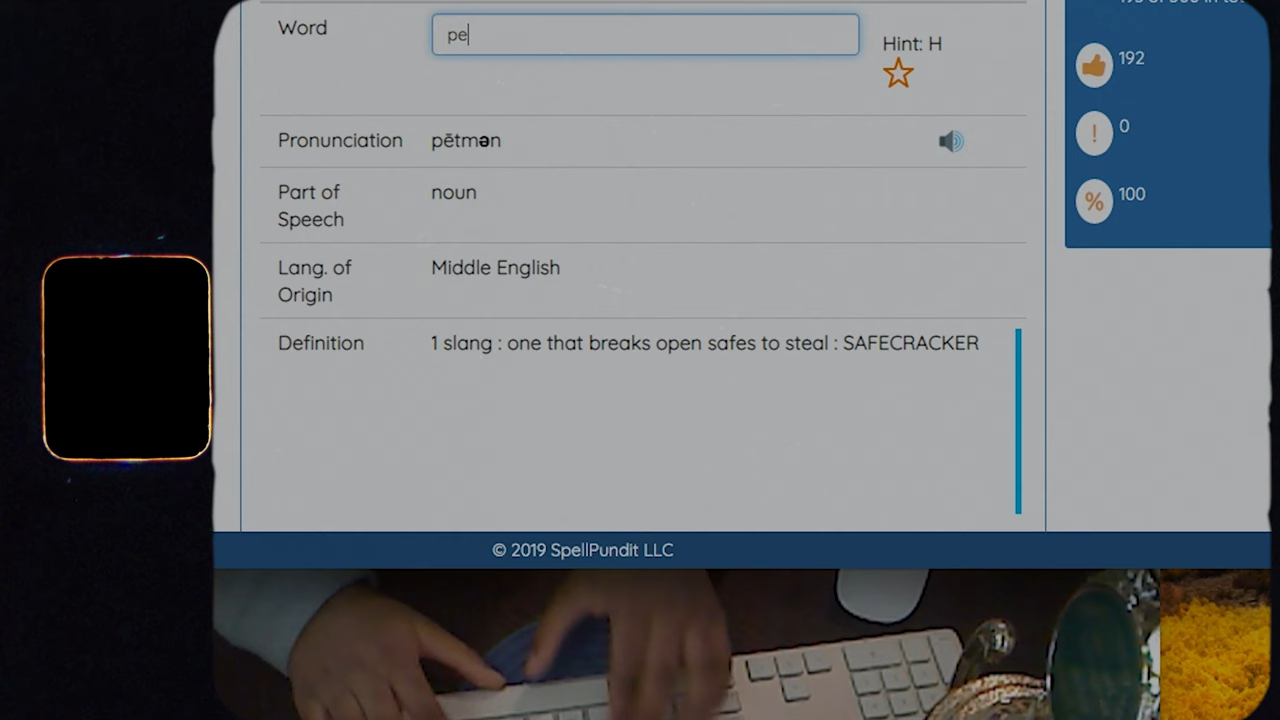 Word
pe
Hint: H
192
Pronunciation
pētmən
0
Part of
Speech
noun
100
Lang. of
Origin
Middle English
Definition
1 slang : one that breaks open safes to steal : SAFECRACKER
© 2019 SpellPundit LLC